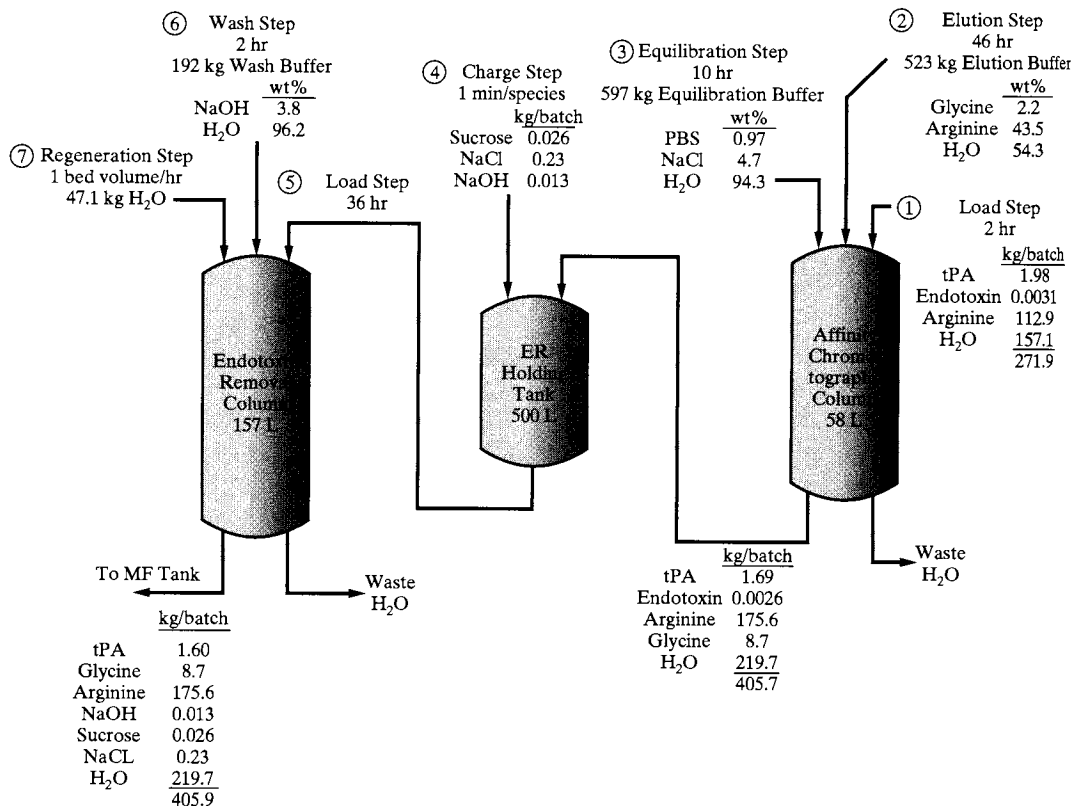 ⑥ Wash Step
2 hr
192 kg Wash Buffer
wt%
NaOH 3.8
H₂O 96.2
⑦ Regeneration Step
1 bed volume/hr
47.1 kg H₂O
⑤ Load Step
36 hr
④ Charge Step
1 min/species
kg/batch
Sucrose 0.026
NaCl 0.23
NaOH 0.013
③ Equilibration Step
10 hr
597 kg Equilibration Buffer
wt%
PBS 0.97
NaCl 4.7
H₂O 94.3
② Elution Step
46 hr
523 kg Elution Buffer
wt%
Glycine 2.2
Arginine 43.5
H₂O 54.3
① Load Step
2 hr
kg/batch
tPA 1.98
Endotoxin 0.0031
Arginine 112.9
H₂O 157.1
271.9
Removal
Column
157 L
ER
Holding
Tank
500 L
Affinity
Chroma-
tography
Column
58 L
To MF Tank
Waste
H₂O
kg/batch
tPA 1.60
Glycine 8.7
Arginine 175.6
NaOH 0.013
Sucrose 0.026
NaCL 0.23
H₂O 219.7
405.9
kg/batch
tPA 1.69
Endotoxin 0.0026
Arginine 175.6
Glycine 8.7
H₂O 219.7
405.7
Waste
H₂O